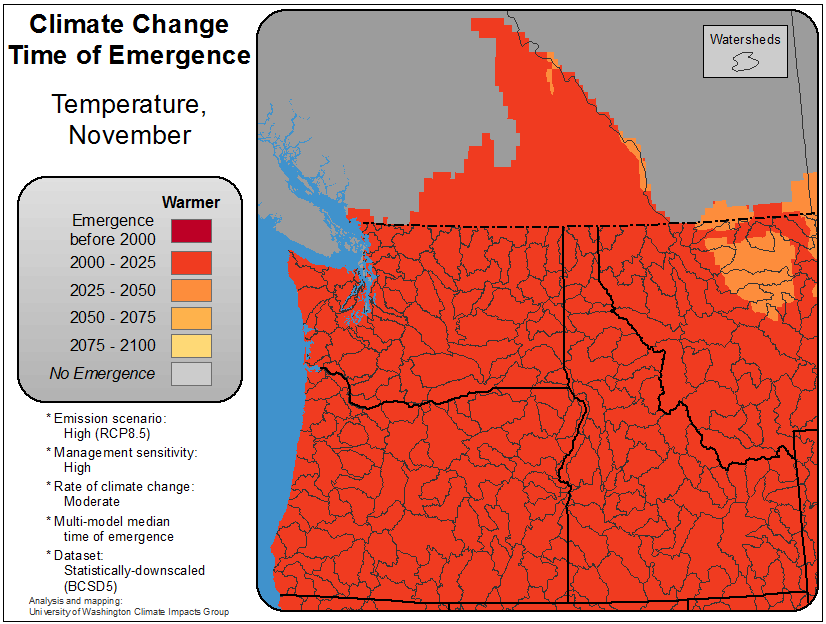 Climate Change
Time of Emergence
Temperature,
November
Warmer
Emergence
before 2000
2000 - 2025
2025 - 2050
2050 - 2075
2075 - 2100
No Emergence
* Emission scenario:
High (RCP8.5)
* Management sensitivity:
High
* Rate of climate change:
Moderate
* Multi-model median
time of emergence
* Dataset:
Statistically-downscaled
(BCSD5)
Analysis and mapping:
University of Washington Climate Impacts Group
Watersheds